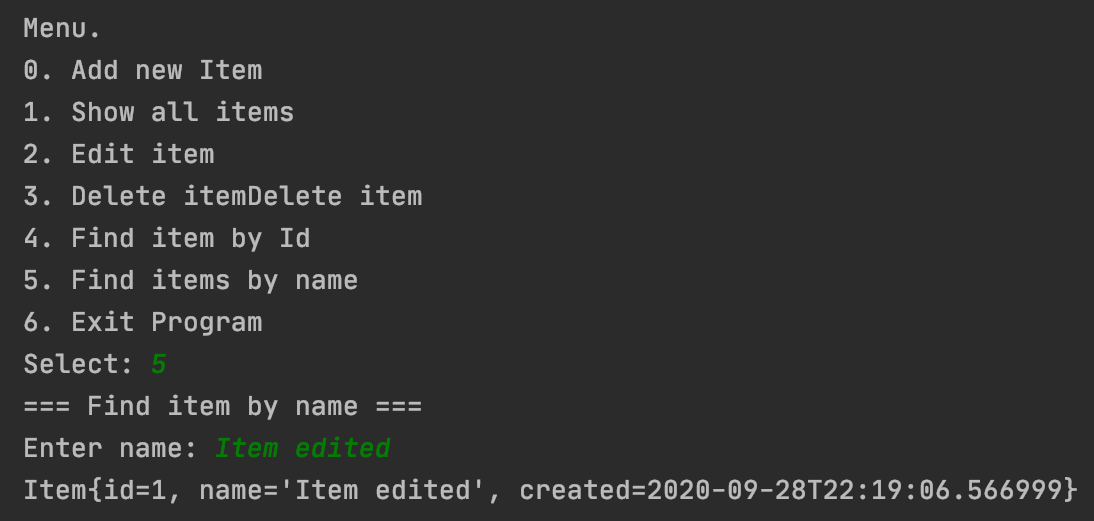 Menu.
0. Add new Item
1. Show all items
2. Edit item
3. Delete itemDelete item
4. Find item by Id
5. Find items by name
6. Exit Program
Select: 5
=== Find item by name ===
Enter name: Item edited
Item{id=1, name='Item edited', created=2020-09-28T22:19:06.566999}